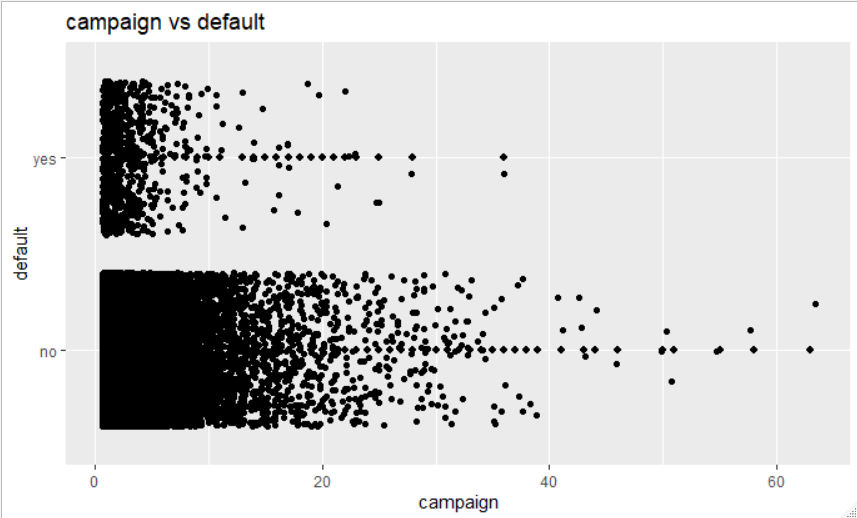 campaign vs default
yes
default
no
0 20 40 60
campaign